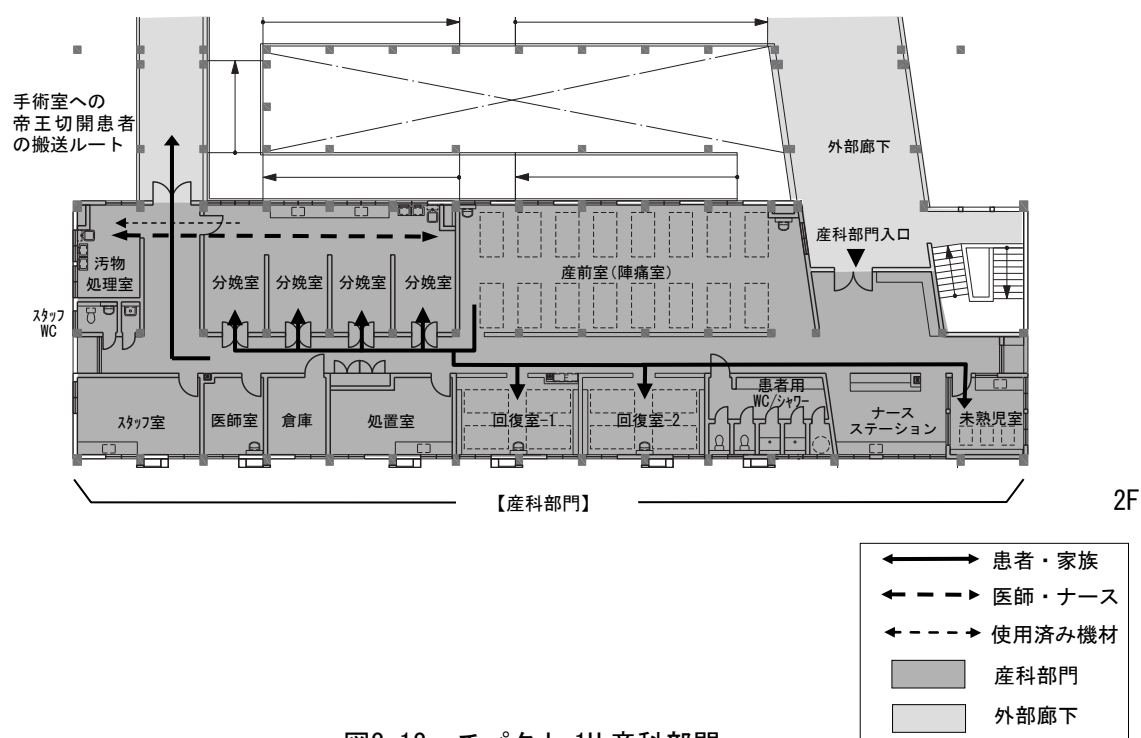 手術室への
帝王切開患者
の搬送ルート
外部廊下
産科部門入口
汚物
処理室
分娩室
分娩室
分娩室
分娩室
産前室(陣痛室)
スタッフ
WC
スタッフ室
医師室
倉庫
処置室
回復室-1
回復室-2
患者用
WC/シャワー
ナース
ステーション
未熟児室
【産科部門】
2F
患者・家族
医師・ナース
使用済み機材
産科部門
外部廊下